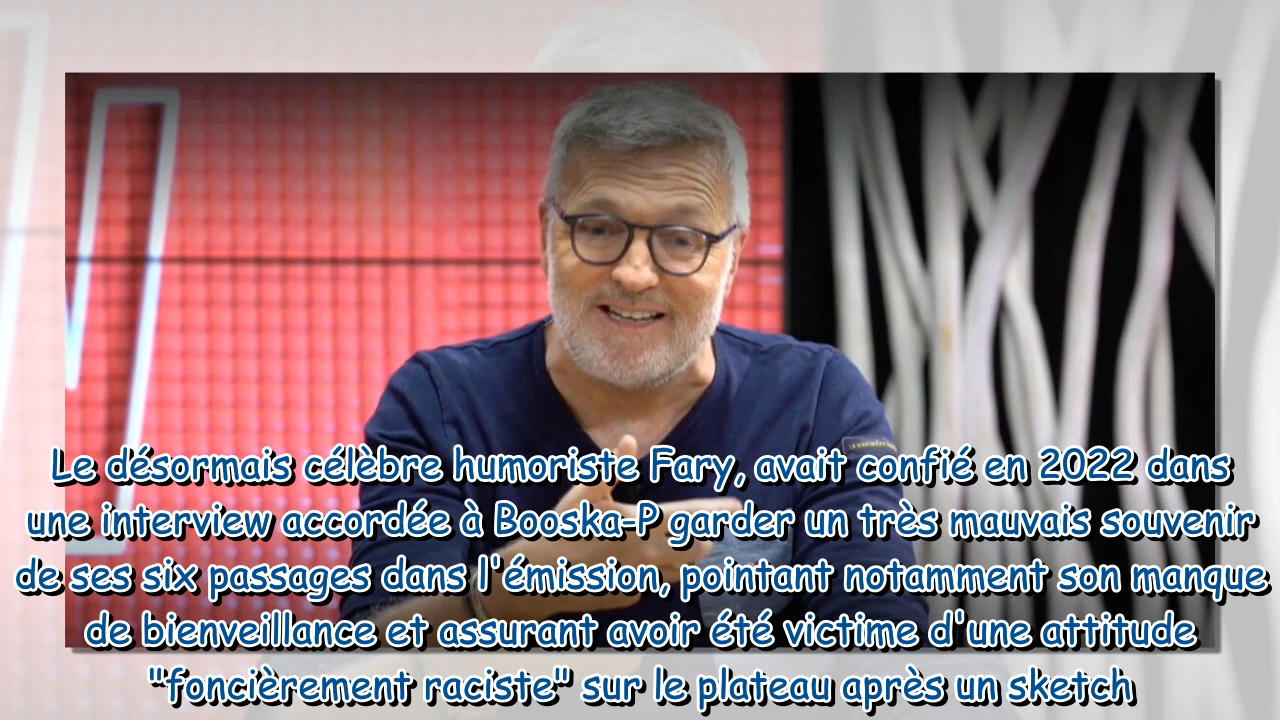 Le désormais célèbre humoriste Fary, avait confié en 2022 dans
une interview accordée à Booska-P garder un très mauvais souvenir
de ses six passages dans l'émission, pointant notamment son manque
de bienveillance et assurant avoir été victime d'une attitude
"foncièrement raciste" sur le plateau après un sketch